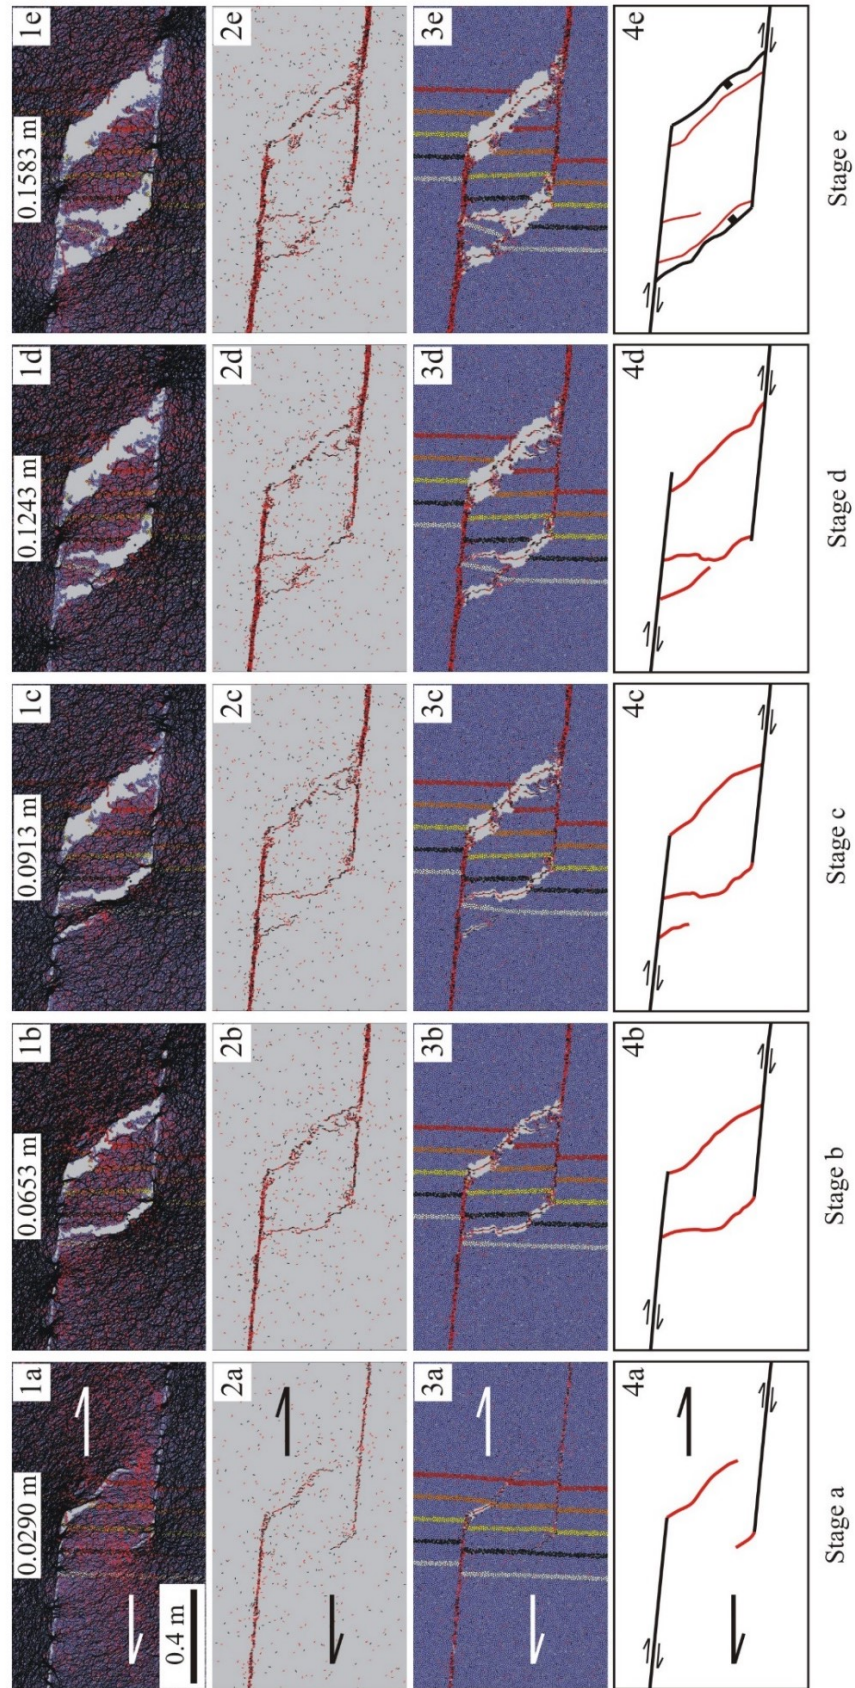 0.0290 m
1a
0.0653 m
1b
0.0913 m
1c
0.1243 m
1d
0.1583 m
1e
0.4 m
2a
2b
2c
2d
2e
3a
3b
3c
3d
3e
4a
4b
4c
4d
4e
Stage a
Stage b
Stage c
Stage d
Stage e